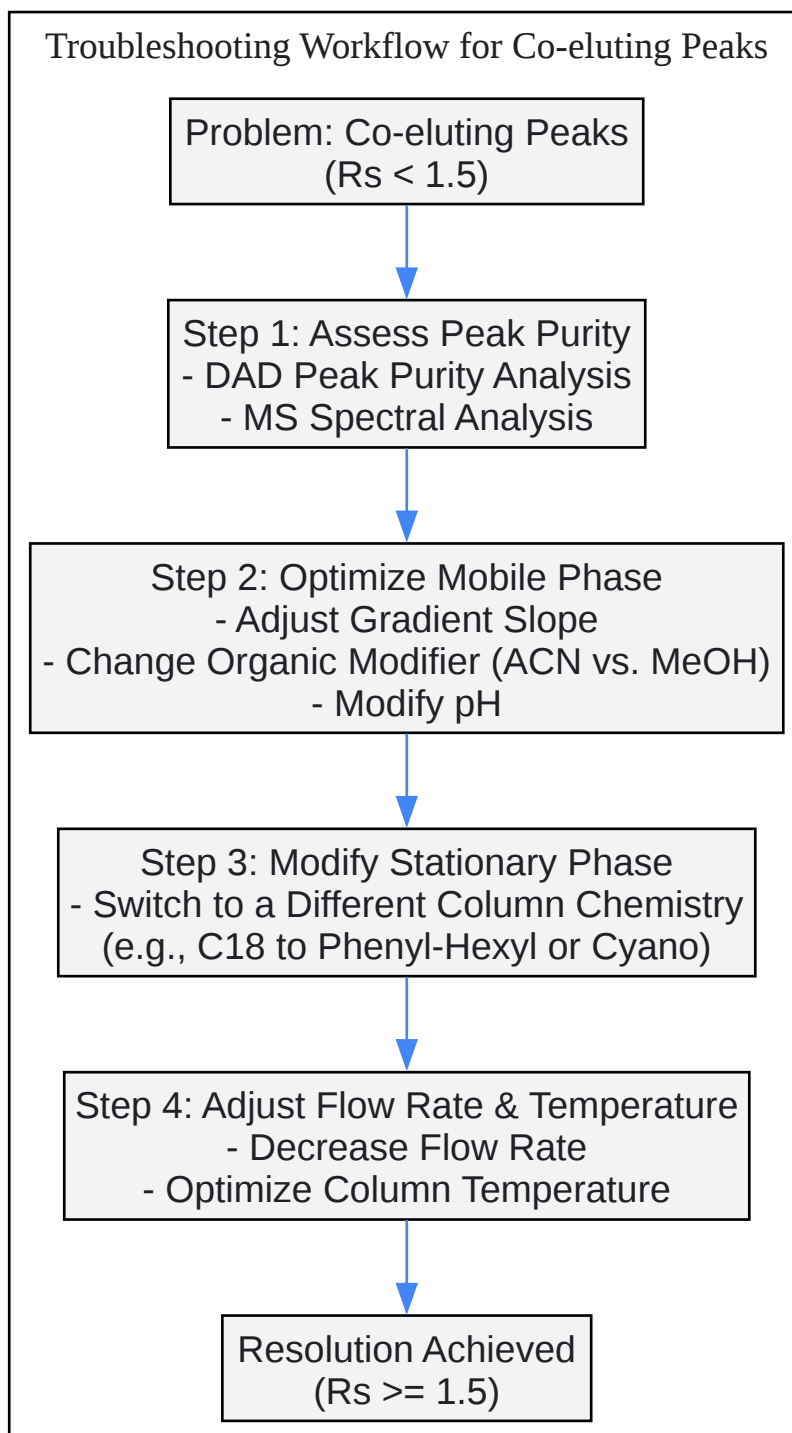 Troubleshooting Workflow for Co-eluting Peaks
Problem: Co-eluting Peaks
(Rs < 1.5)
Step 1: Assess Peak Purity
- DAD Peak Purity Analysis
- MS Spectral Analysis
Step 2: Optimize Mobile Phase
- Adjust Gradient Slope
- Change Organic Modifier (ACN vs. MeOH)
- Modify pH
Step 3: Modify Stationary Phase
- Switch to a Different Column Chemistry
(e.g., C18 to Phenyl-Hexyl or Cyano)
Step 4: Adjust Flow Rate & Temperature
- Decrease Flow Rate
- Optimize Column Temperature
Resolution Achieved
(Rs >= 1.5)